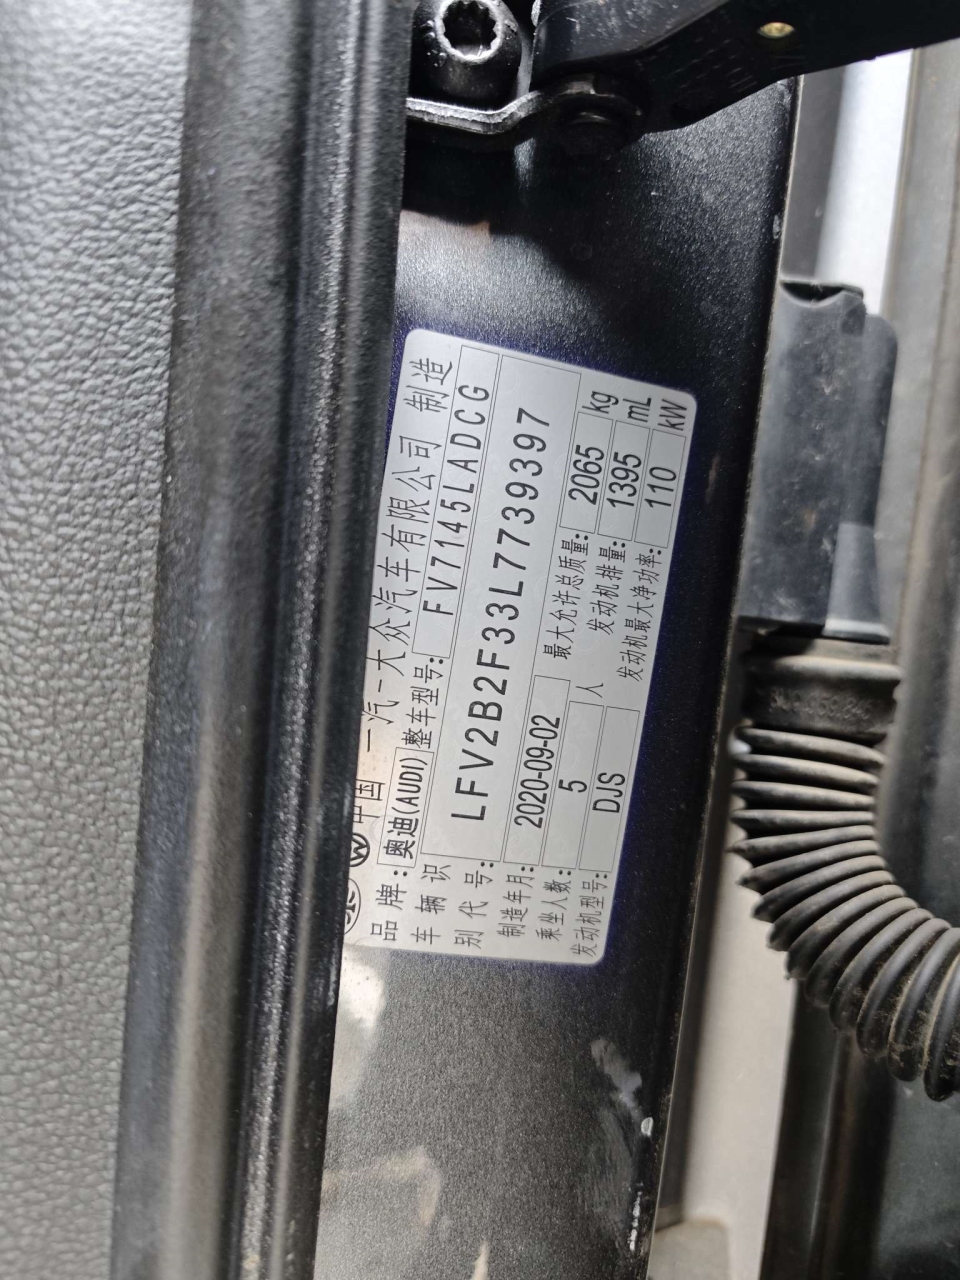 中国一汽-大众汽车有限公司 制造
品牌: 奥迪(AUDI) 整车型号: FV7145LADCG
车辆识别代号: LFV2B2F33L7739397
制造年月: 2020-09-02 最大允许总质量: 2065 kg
乘坐人数: 5 人 发动机排量: 1395 mL
发动机型号: DJS 发动机最大净功率: 110 kW